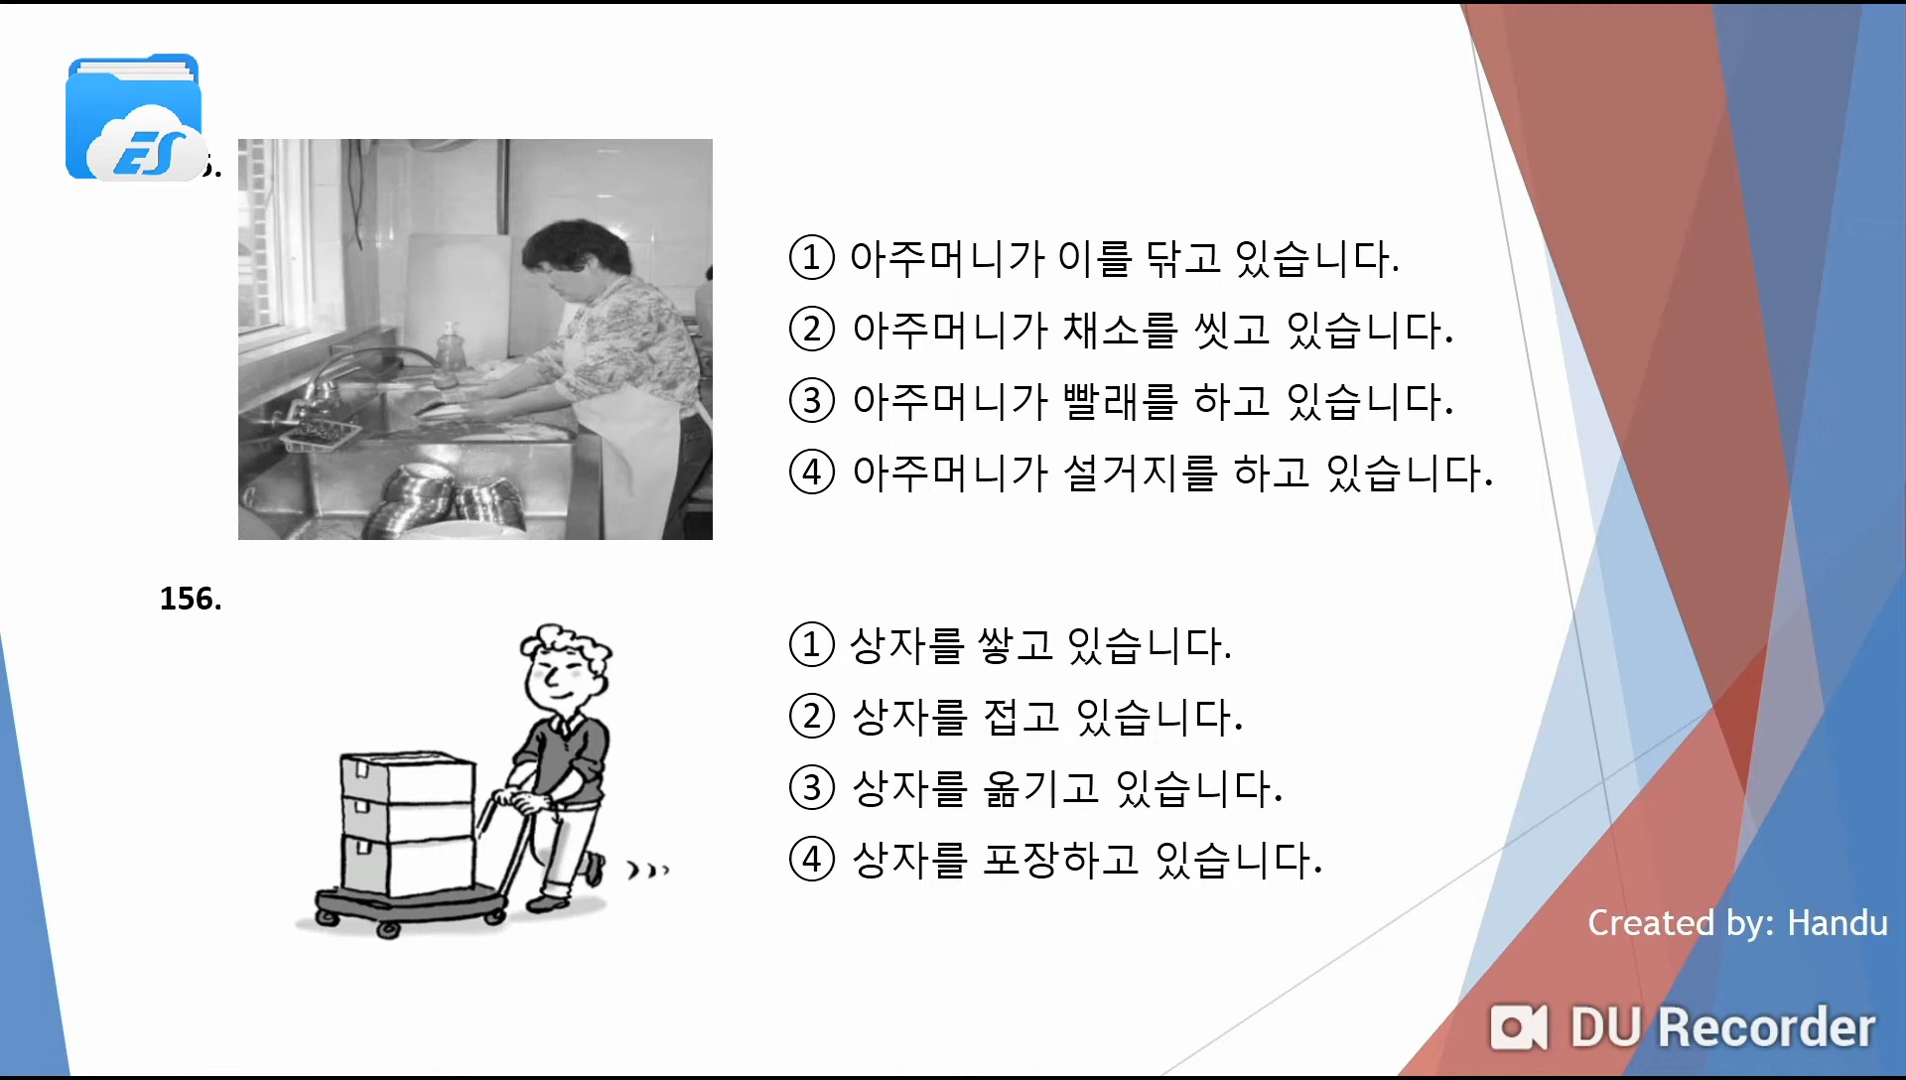 ES
5.
① 아주머니가 이를 닦고 있습니다.
② 아주머니가 채소를 씻고 있습니다.
③ 아주머니가 빨래를 하고 있습니다.
④ 아주머니가 설거지를 하고 있습니다.
156.
① 상자를 쌓고 있습니다.
② 상자를 접고 있습니다.
③ 상자를 옮기고 있습니다.
④ 상자를 포장하고 있습니다.
Created by: Handu
DU Recorder